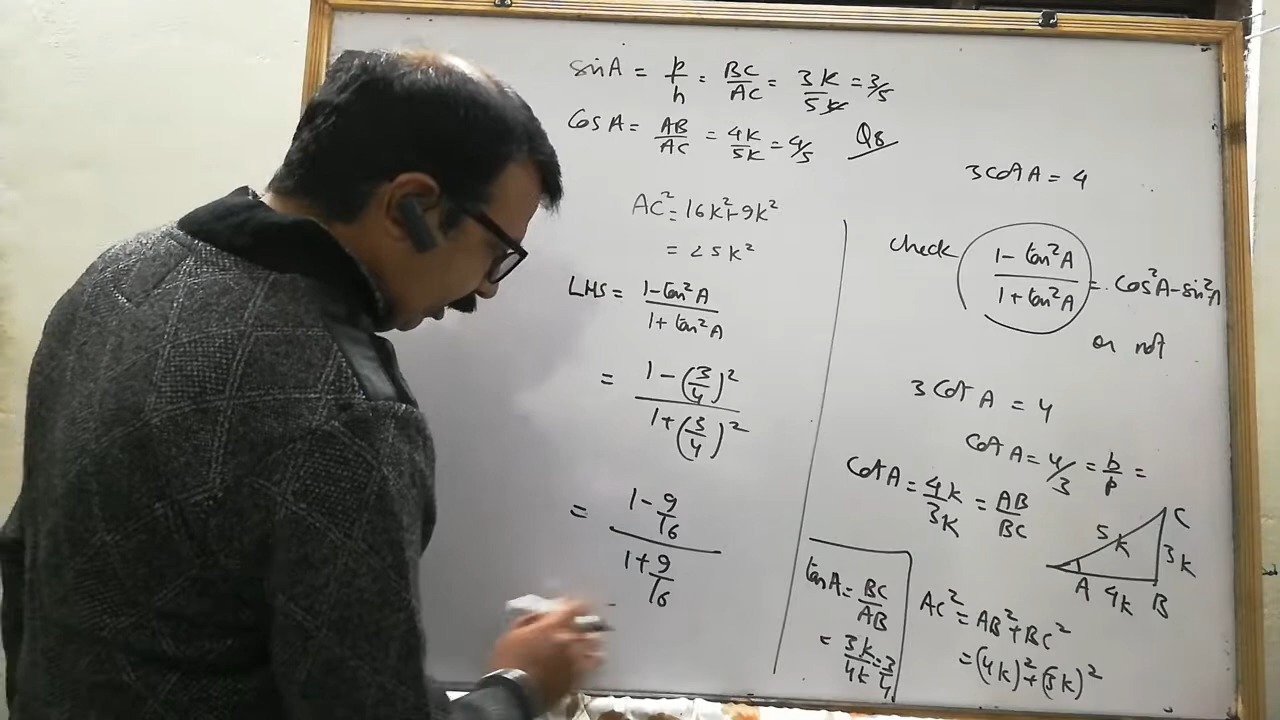 sinA = p/h = BC/AC = 3K/5K = 3/5
CosA = AB/AC = 4K/5K = 4/5
Q8
AC² = 16K² + 9K²
= 25K²
LHS = 1-tan²A / 1+tan²A
= 1-(3/4)² / 1+(3/4)²
= 1-9/16 / 1+9/16
3cotA = 4
Check 1-tan²A / 1+tan²A = Cos²A-sin²A
or not
3 Cot A = 4
Cot A = 4/3 = b/p =
Cot A = 4K/3K = AB/BC
C
5K
3K
A 4K B
tanA = BC/AB
= 3K/4K = 3/4
AC² = AB² + BC²
= (4K)² + (3K)²